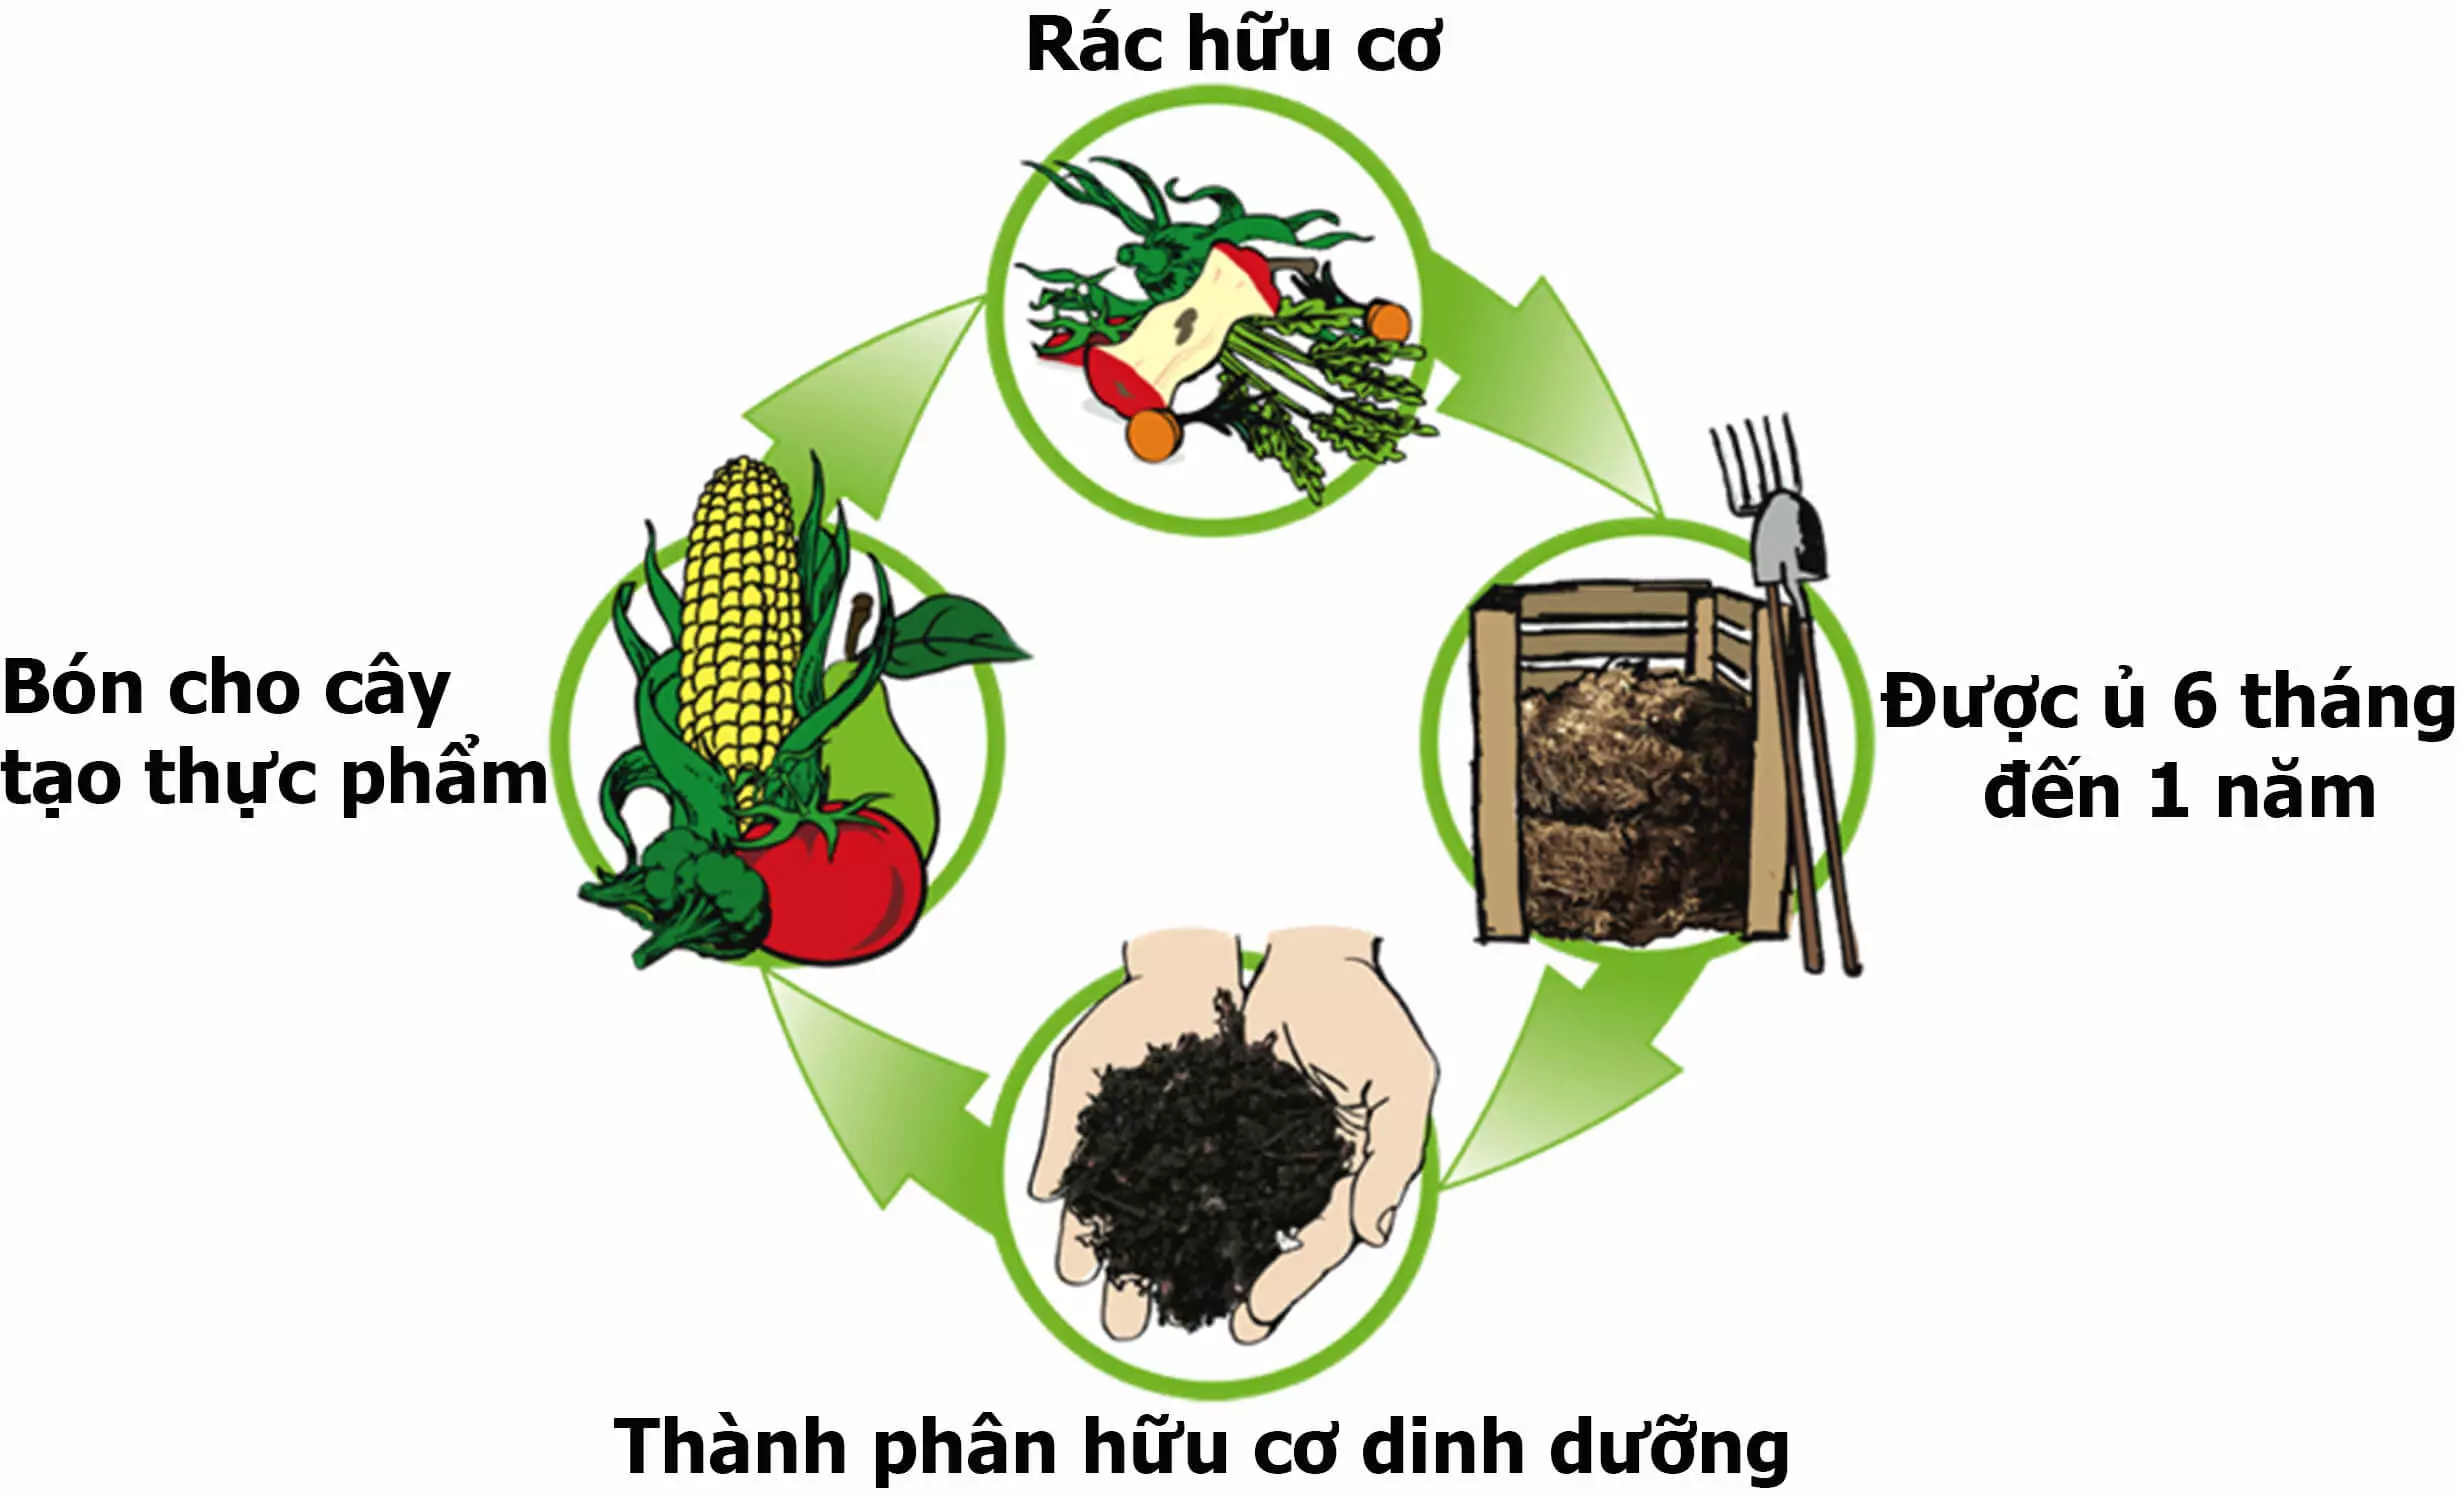 Rác hữu cơ
Được ủ 6 tháng
đến 1 năm
Thành phân hữu cơ dinh dưỡng
Bón cho cây
tạo thực phẩm